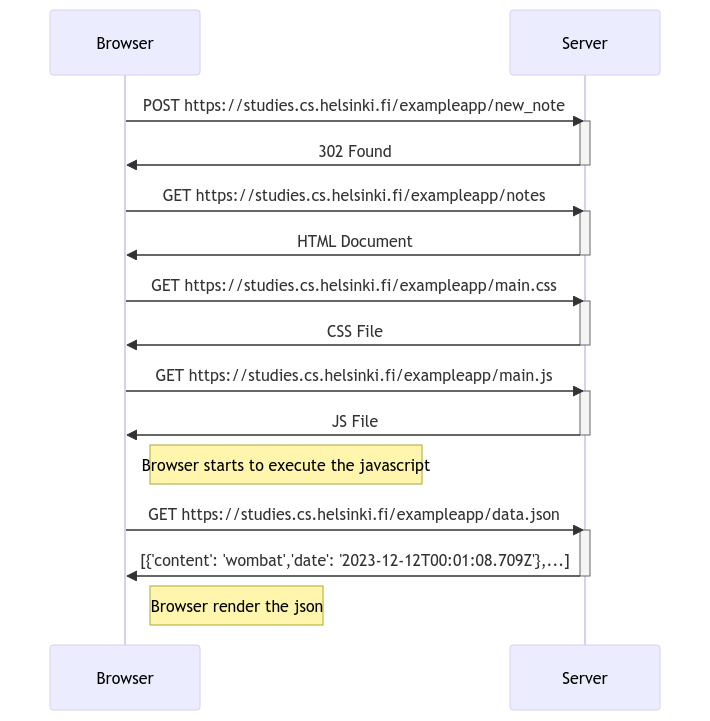 Browser
Server
POST https://studies.cs.helsinki.fi/exampleapp/new_note
302 Found
GET https://studies.cs.helsinki.fi/exampleapp/notes
HTML Document
GET https://studies.cs.helsinki.fi/exampleapp/main.css
CSS File
GET https://studies.cs.helsinki.fi/exampleapp/main.js
JS File
Browser starts to execute the javascript
GET https://studies.cs.helsinki.fi/exampleapp/data.json
[{'content': 'wombat','date': '2023-12-12T00:01:08.709Z'},...]
Browser render the json
Browser
Server